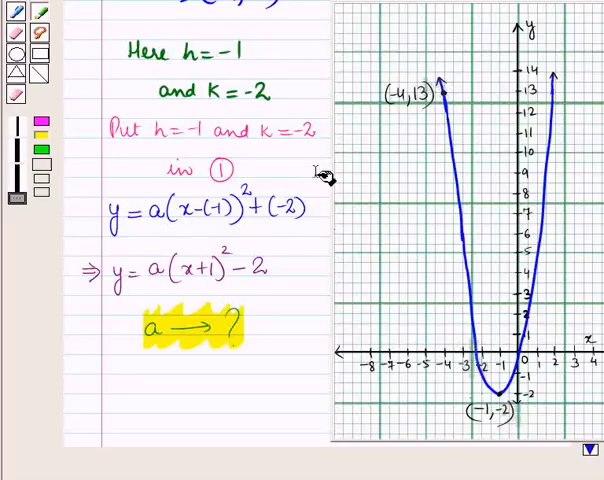 Here h = -1
and k = -2
Put h = -1 and k = -2
in ①
y = a(x-(-1))² + (-2)
⇒ y = a(x+1)² - 2
a → ?
y
14
(-4,13)
13
12
11
10
9
8
7
6
5
4
3
2
1
x
-8 -7 -6 -5 -4 -3 -2 -1 0 1 2 3 4
-1
-2
(-1,-2)